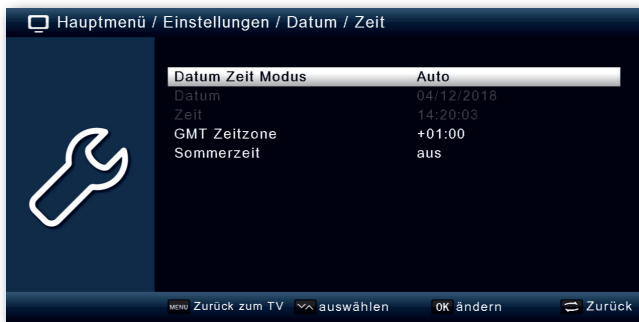 Hauptmenü / Einstellungen / Datum / Zeit
Datum Zeit Modus Auto
Datum 04/12/2018
Zeit 14:20:03
GMT Zeitzone +01:00
Sommerzeit aus
MENU Zurück zum TV auswählen OK ändern Zurück